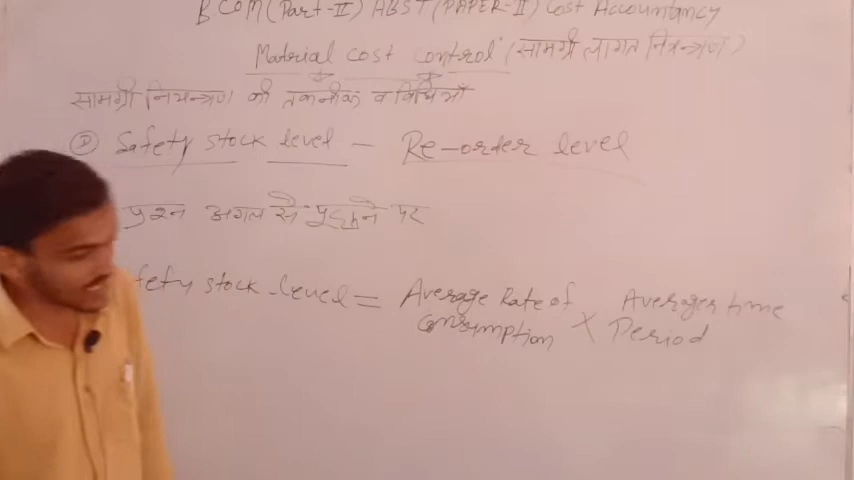 B COM (Part-II) ABST (PAPER-II) Cost Accountancy
Material cost control (सामग्री लागत नियन्त्रण)
सामग्री नियन्त्रण की तकनीक व विधियाँ
Safety stock level - Re-order level
प्रश्न अगल से पुछने पर
fety stock level = Average Rate of consumption X Average time Period